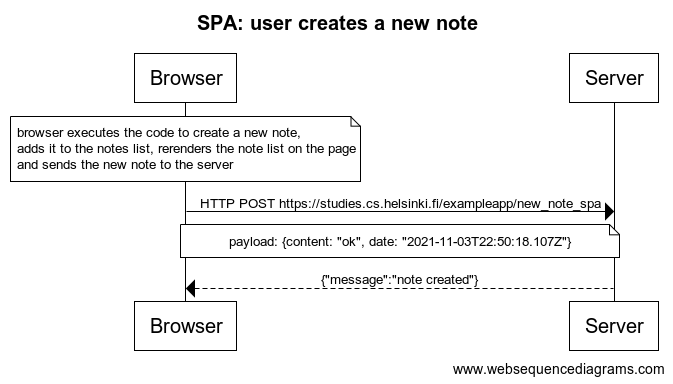 SPA: user creates a new note
Browser
Server
browser executes the code to create a new note,
adds it to the notes list, rerenders the note list on the page
and sends the new note to the server
HTTP POST https://studies.cs.helsinki.fi/exampleapp/new_note_spa
payload: {content: "ok", date: "2021-11-03T22:50:18.107Z"}
{"message":"note created"}
Browser
Server
www.websequencediagrams.com